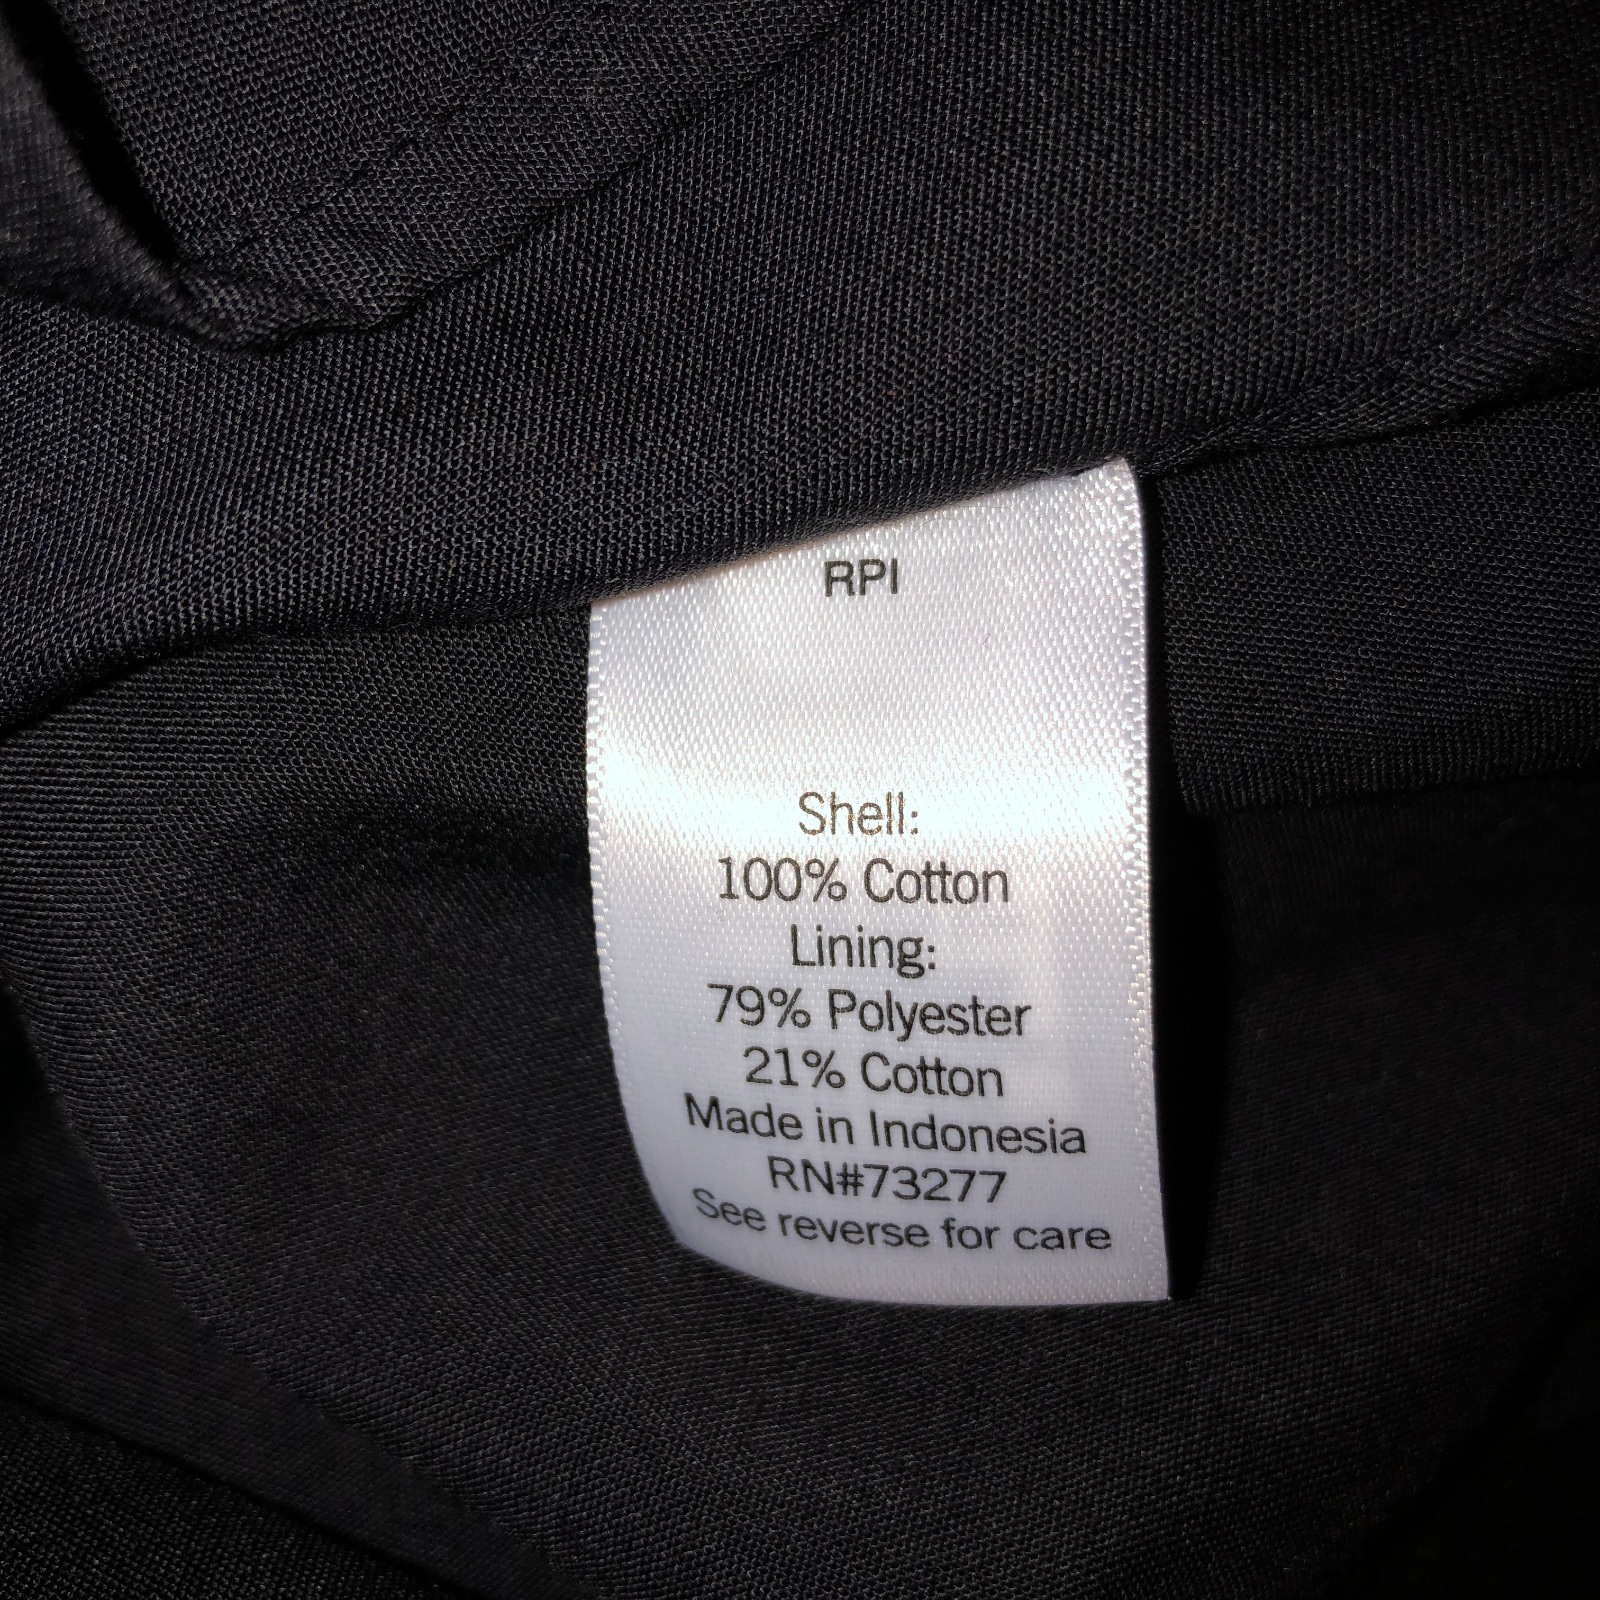 RPI
Shell:
100% Cotton
Lining:
79% Polyester
21% Cotton
Made in Indonesia
RN#73277
See reverse for care